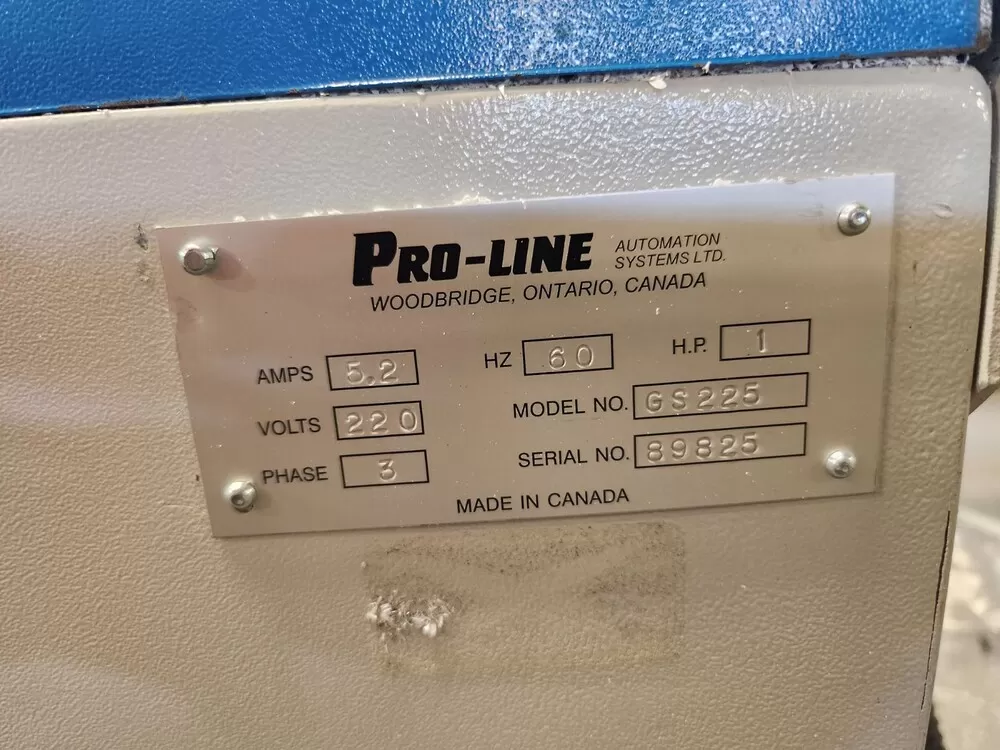 PRO-LINE AUTOMATION SYSTEMS LTD.
WOODBRIDGE, ONTARIO, CANADA
AMPS 5.2 HZ 60 H.P. 1
VOLTS 220 MODEL NO. GS225
PHASE 3 SERIAL NO. 89825
MADE IN CANADA